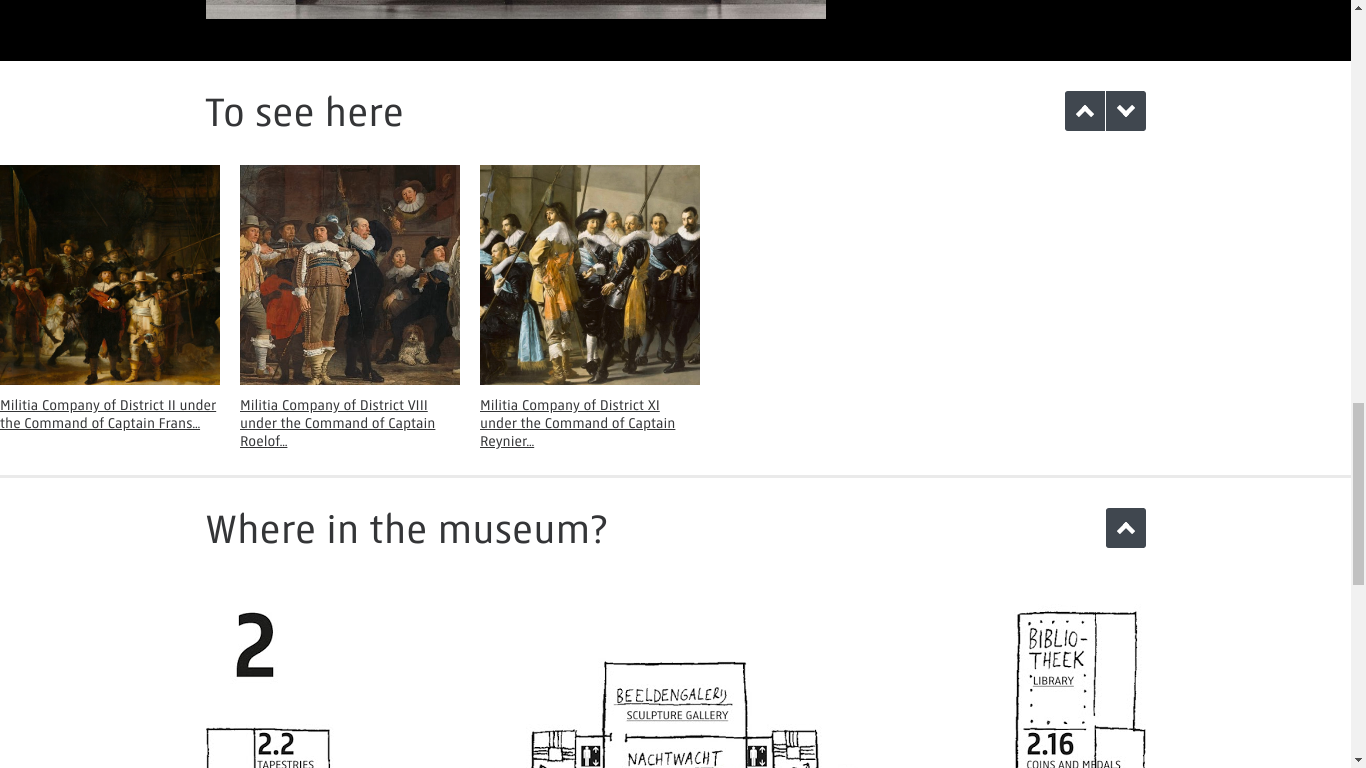 To see here
Militia Company of District II under
the Command of Captain Frans...
Militia Company of District VIII
under the Command of Captain
Roelof...
Militia Company of District XI
under the Command of Captain
Reynier...
Where in the museum?
2
BIBLIO-
THEEK
LIBRARY
BEELDENGALERIJ
SCULPTURE GALLERY
2.2
TAPESTRIES
NACHTWACHT
2.16
COINS AND MEDALS